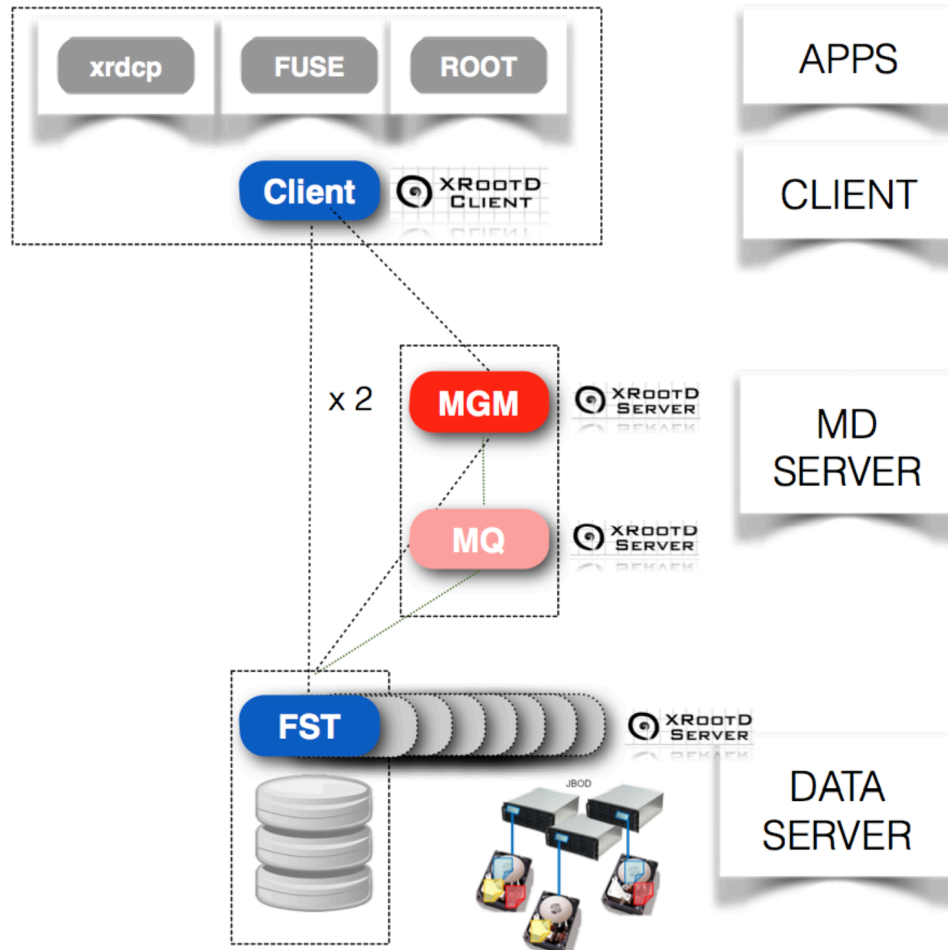 xrdcp
FUSE
ROOT
APPS
Client
XROOTD
CLIENT
CLIENT
x 2
MGM
XROOTD
SERVER
MD
SERVER
MQ
XROOTD
SERVER
FST
XROOTD
SERVER
JBOD
DATA
SERVER